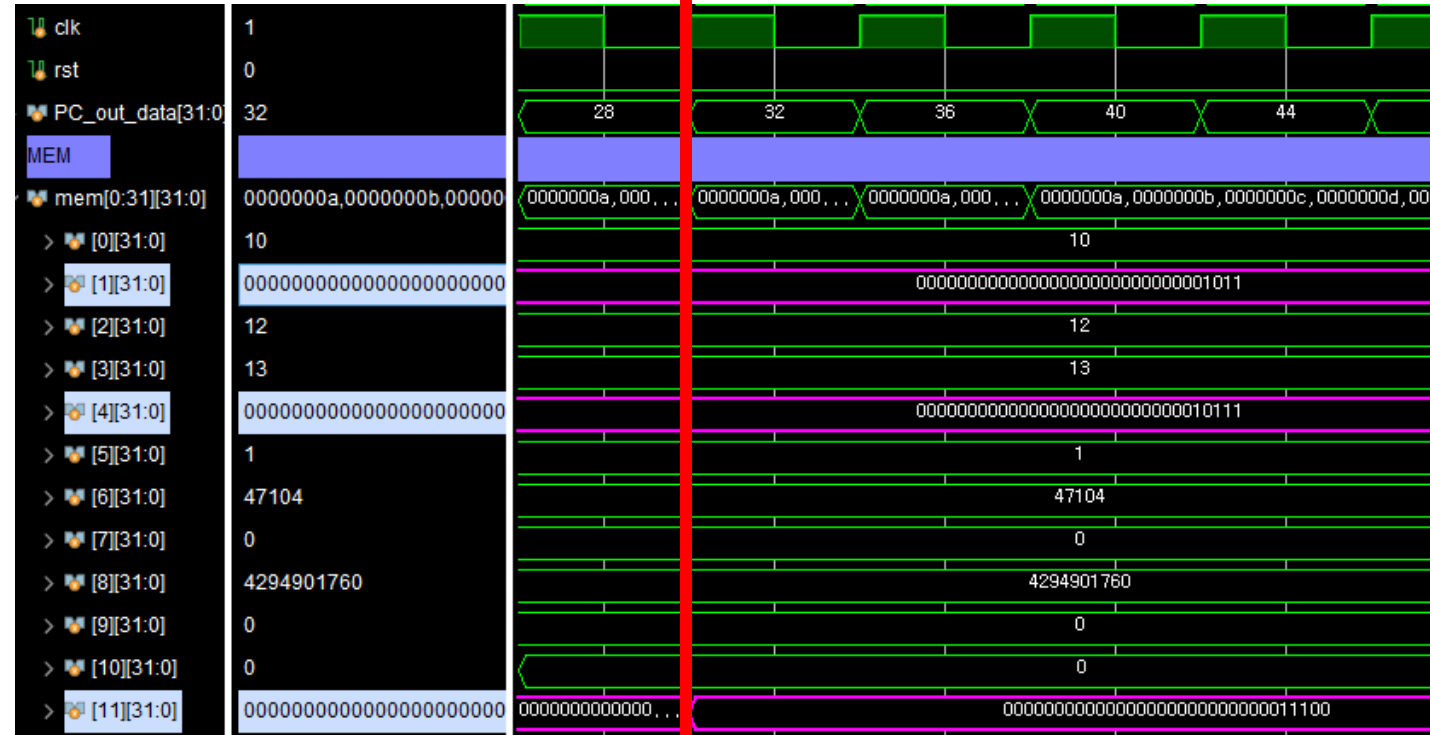 clk 1
rst 0
PC_out_data[31:0] 32 28 32 36 40 44
MEM
mem[0:31][31:0] 0000000a,0000000b,00000 0000000a,000... 0000000a,000... 0000000a,000... 0000000a,0000000b,0000000c,0000000d,00
> [0][31:0] 10 10
> [1][31:0] 0000000000000000000000 00000000000000000000000000001011
> [2][31:0] 12 12
> [3][31:0] 13 13
> [4][31:0] 0000000000000000000000 00000000000000000000000000010111
> [5][31:0] 1 1
> [6][31:0] 47104 47104
> [7][31:0] 0 0
> [8][31:0] 4294901760 4294901760
> [9][31:0] 0 0
> [10][31:0] 0 0
> [11][31:0] 0000000000000000000000 0000000000000... 00000000000000000000000000011100